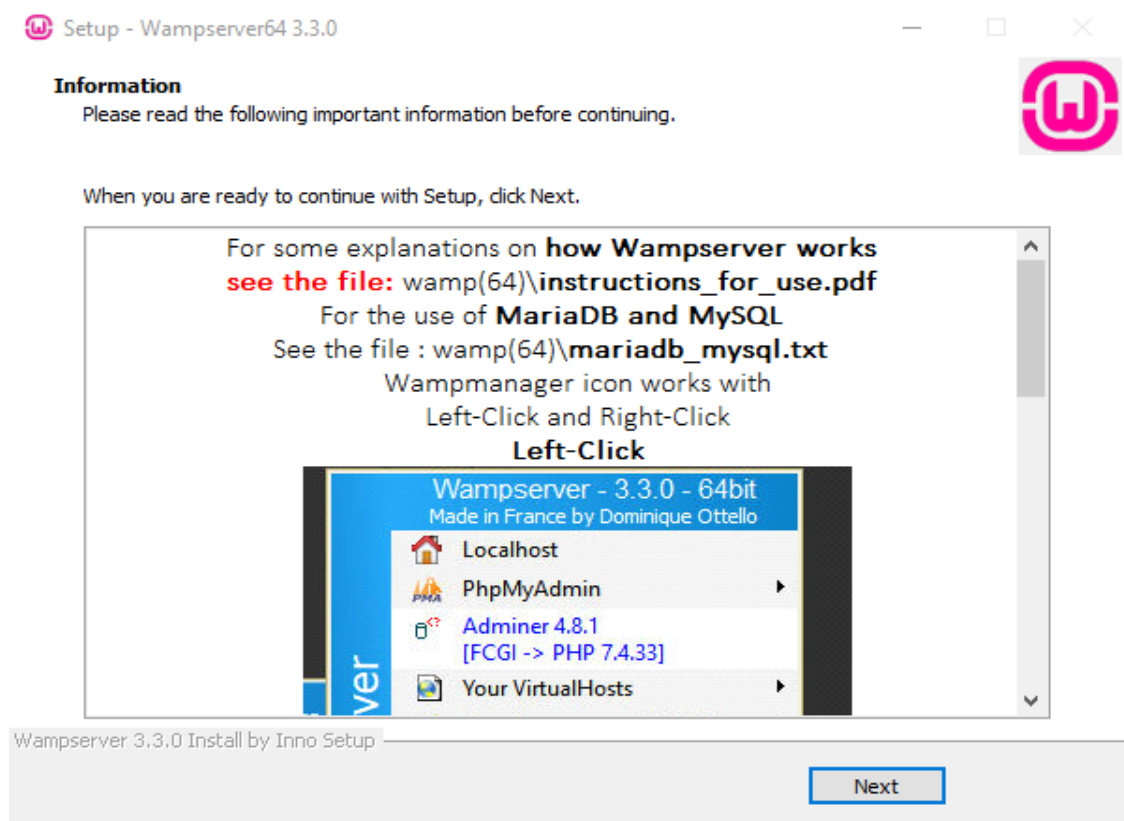 Setup - Wampserver64 3.3.0
Information
Please read the following important information before continuing.
When you are ready to continue with Setup, click Next.
For some explanations on how Wampserver works
see the file: wamp(64)\instructions_for_use.pdf
For the use of MariaDB and MySQL
See the file : wamp(64)\mariadb_mysql.txt
Wampmanager icon works with
Left-Click and Right-Click
Left-Click
Wampserver - 3.3.0 - 64bit
Made in France by Dominique Ottello
Localhost
PhpMyAdmin
Adminer 4.8.1
[FCGI -> PHP 7.4.33]
Your VirtualHosts
ver
Wampserver 3.3.0 Install by Inno Setup
Next